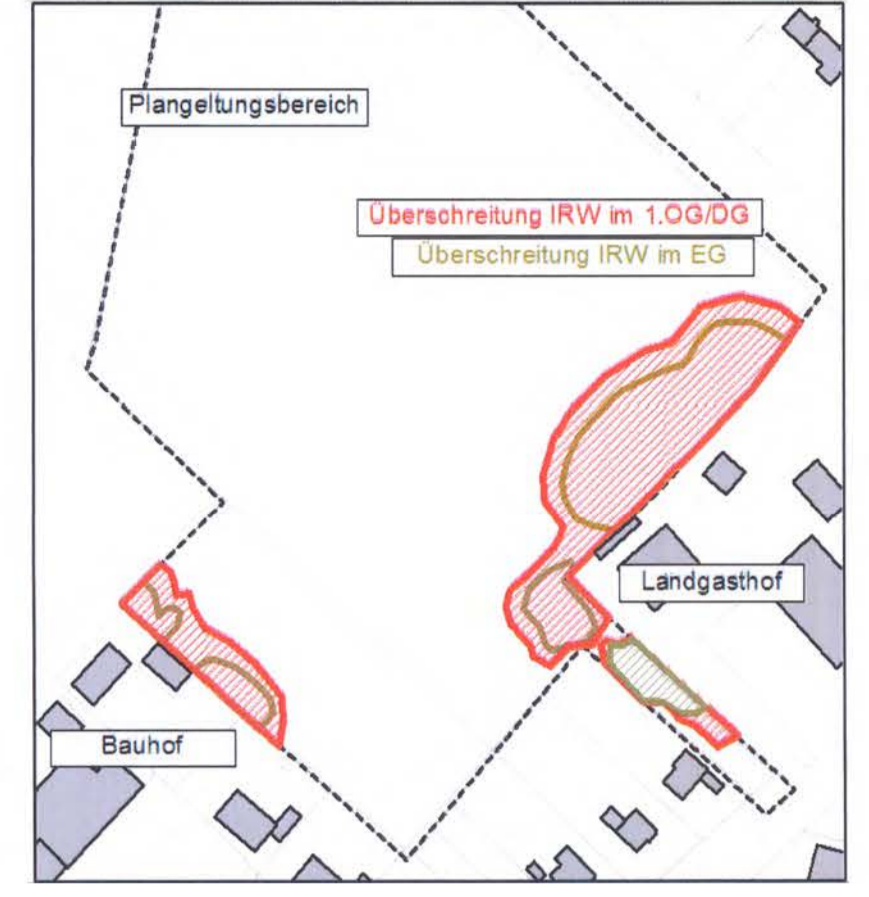 Plangeltungsbereich
Überschreitung IRW im 1.OG/DG
Überschreitung IRW im EG
Landgasthof
Bauhof